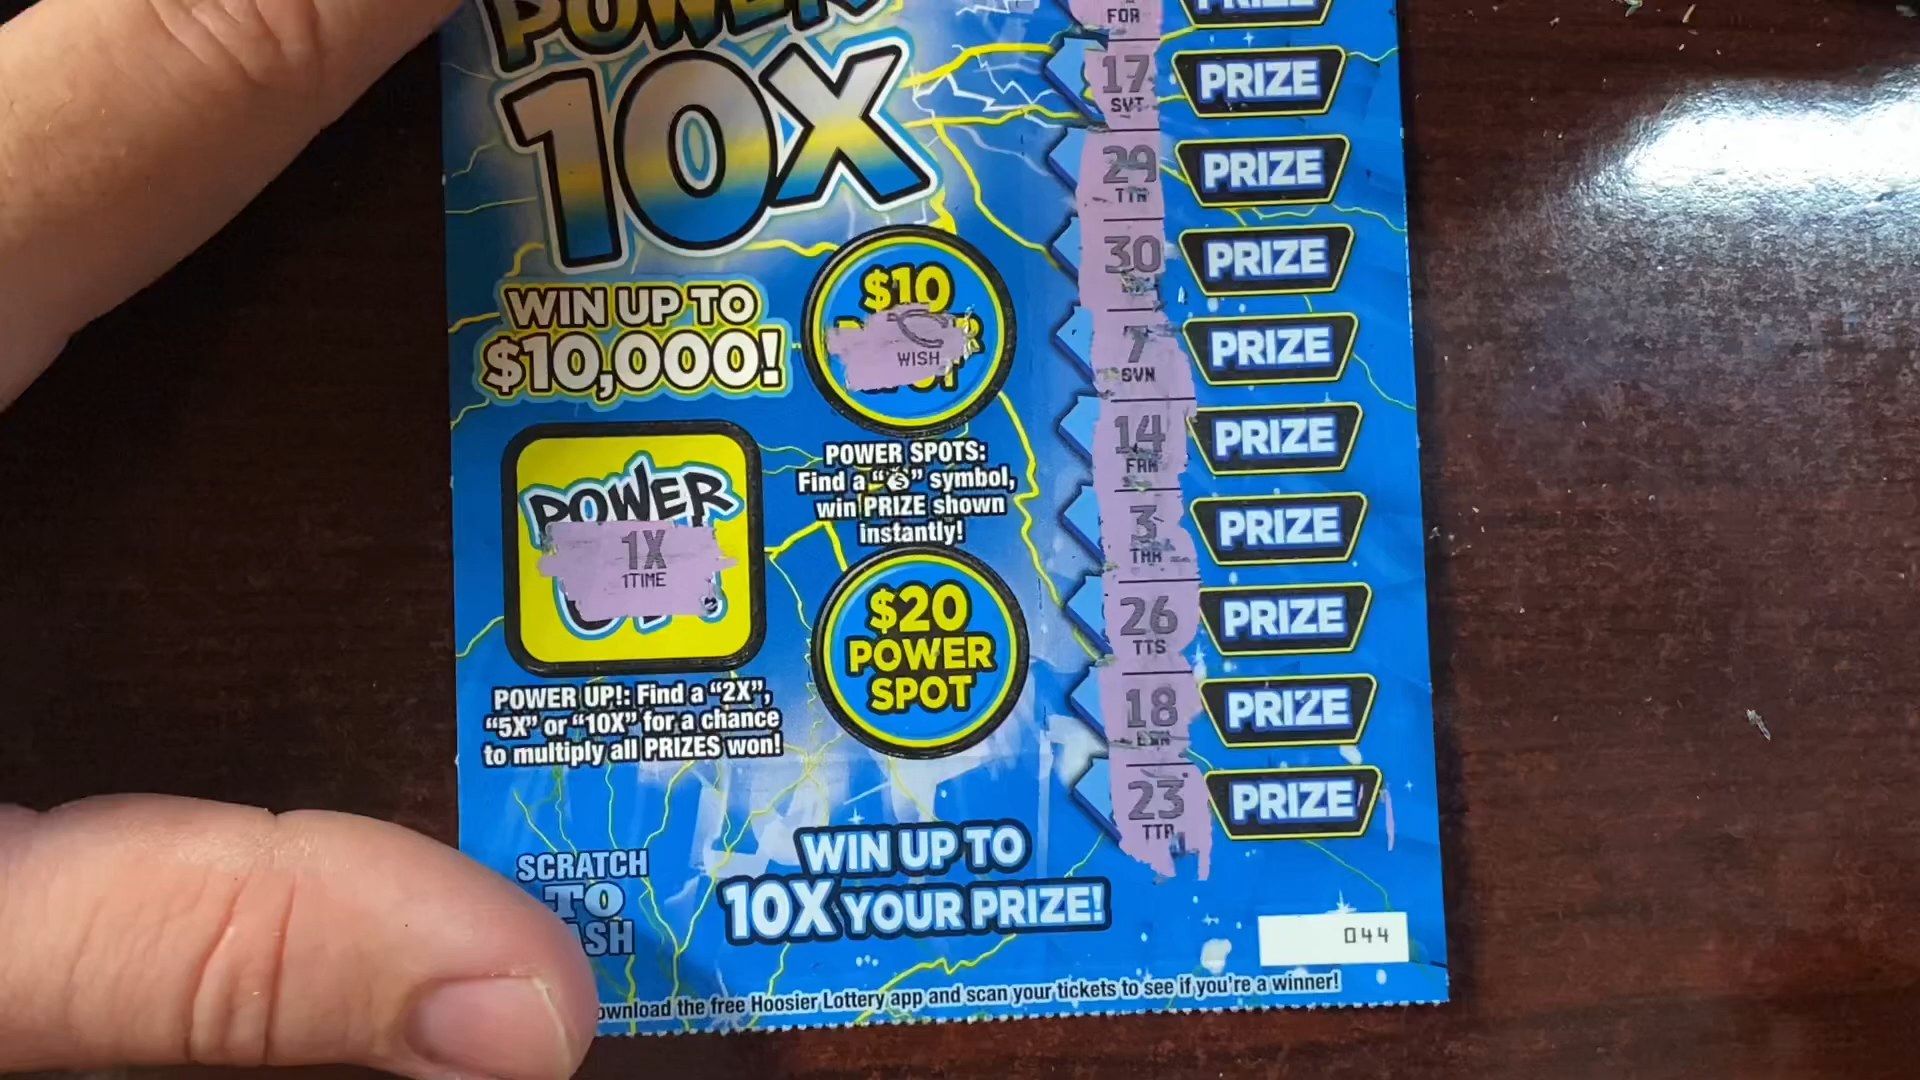 POWER
10X
WIN UP TO
$10,000!
$10
WISH
POWER
1X
1TIME
POWER UP!: Find a “2X”,
“5X” or “10X” for a chance
to multiply all PRIZES won!
POWER SPOTS:
Find a “ ” symbol,
win PRIZE shown
instantly!
$20
POWER
SPOT
FOR
PRIZE
17
SVT
PRIZE
29
TTN
PRIZE
30
PRIZE
7
SVN
PRIZE
14
FRN
PRIZE
3
THR
PRIZE
26
TTS
PRIZE
18
PRIZE
23
TTR
PRIZE
SCRATCH
TO
ASH
WIN UP TO
10X YOUR PRIZE!
044
ownload the free Hoosier Lottery app and scan your tickets to see if you're a winner!